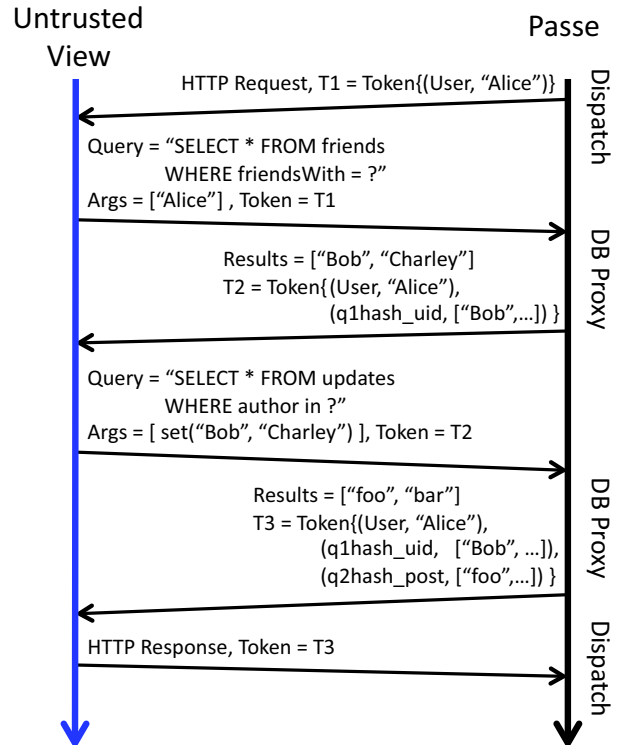 Untrusted
View
Passe
HTTP Request, T1 = Token{(User, “Alice”)}
Dispatch
Query = “SELECT * FROM friends
WHERE friendsWith = ?”
Args = [“Alice”] , Token = T1
DB Proxy
Results = [“Bob”, “Charley”]
T2 = Token{(User, “Alice”),
(q1hash_uid, [“Bob”,…]) }
Query = “SELECT * FROM updates
WHERE author in ?”
Args = [ set(“Bob”, “Charley”) ], Token = T2
DB Proxy
Results = [“foo”, “bar”]
T3 = Token{(User, “Alice”),
(q1hash_uid, [“Bob”, …]),
(q2hash_post, [“foo”,…]) }
HTTP Response, Token = T3
Dispatch